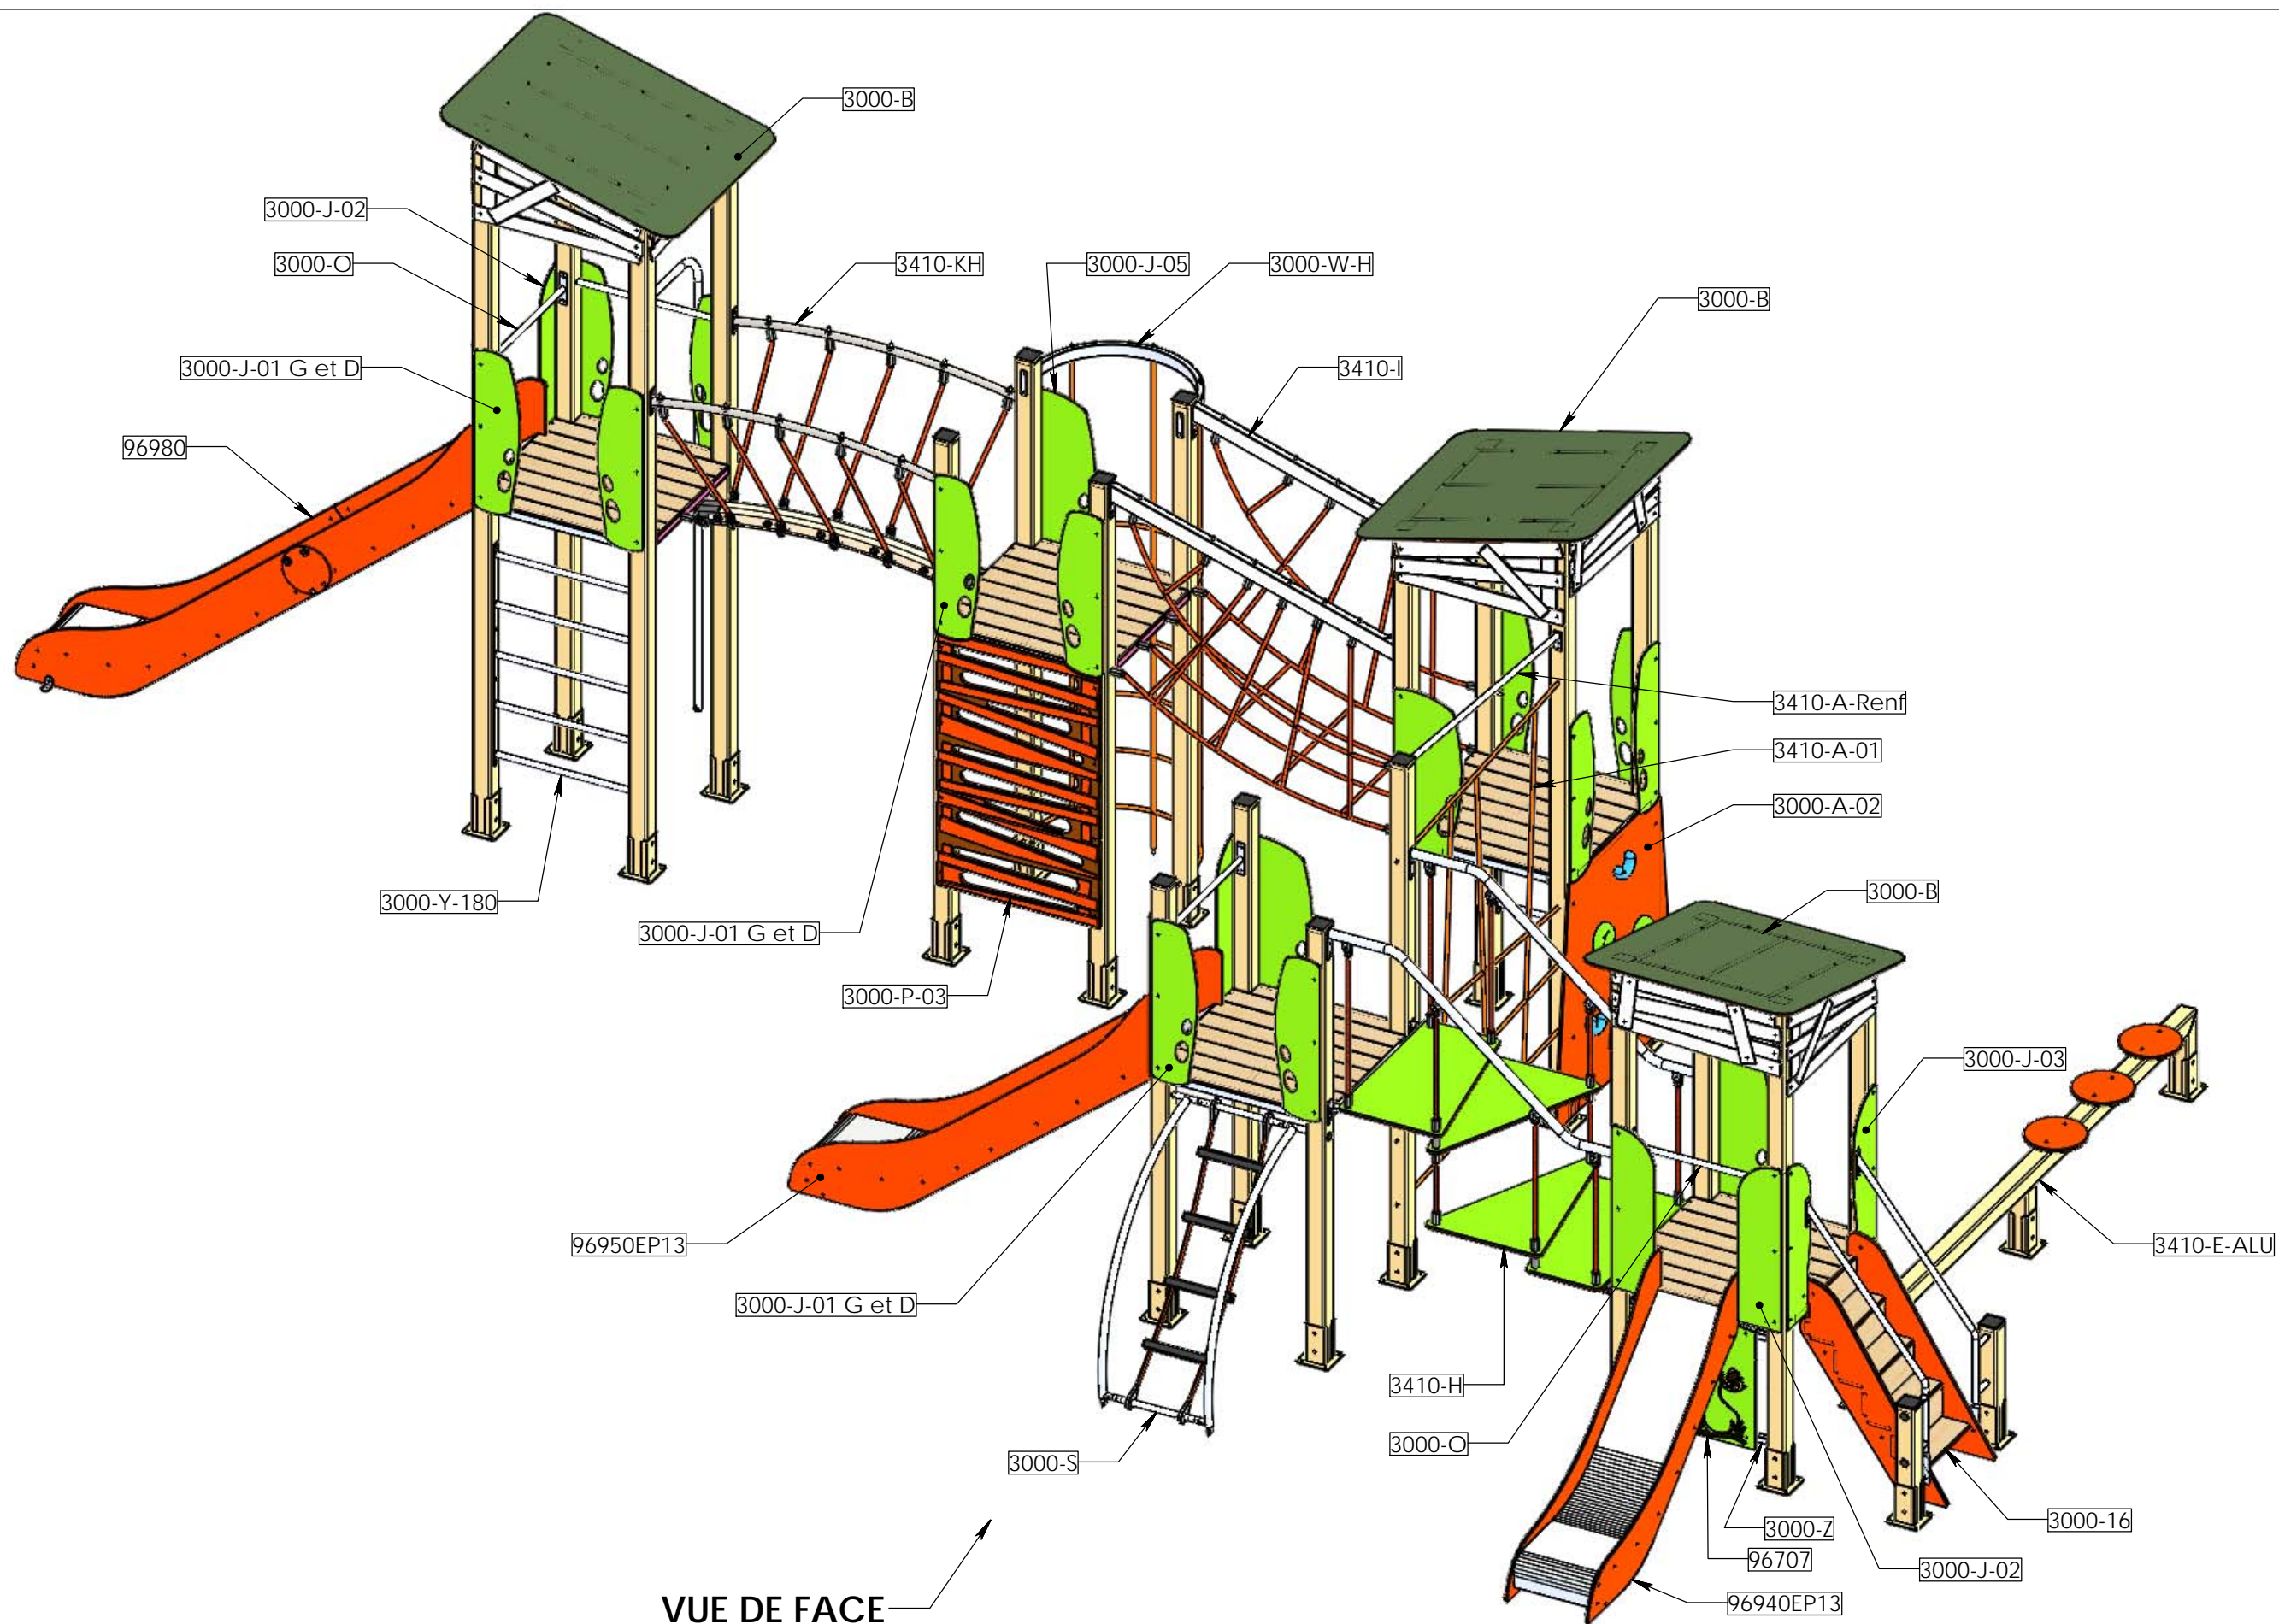 3000-B
3000-J-02
3000-O
3410-KH
3000-J-05
3000-W-H
3000-B
3410-I
3000-J-01 G et D
96980
3410-A-Renf
3410-A-01
3000-A-02
3000-Y-180
3000-J-01 G et D
3000-B
3000-P-03
3000-J-03
96950EP13
3410-E-ALU
3000-J-01 G et D
3410-H
3000-O
3000-S
3000-Z
3000-16
96707
3000-J-02
96940EP13
VUE DE FACE